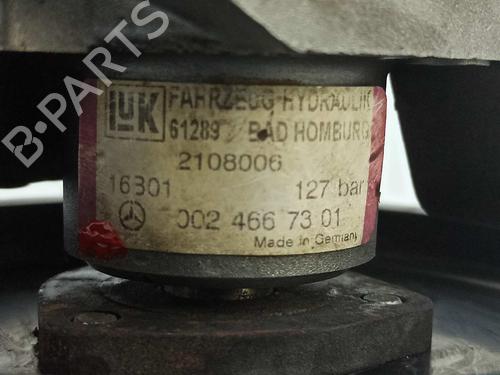 B-PARTS
LUK FAHRZEUG-HYDRAULIK
61289 BAD HOMBURG
2108006
16301 127 bar
002 466 73 01
Made in Germany